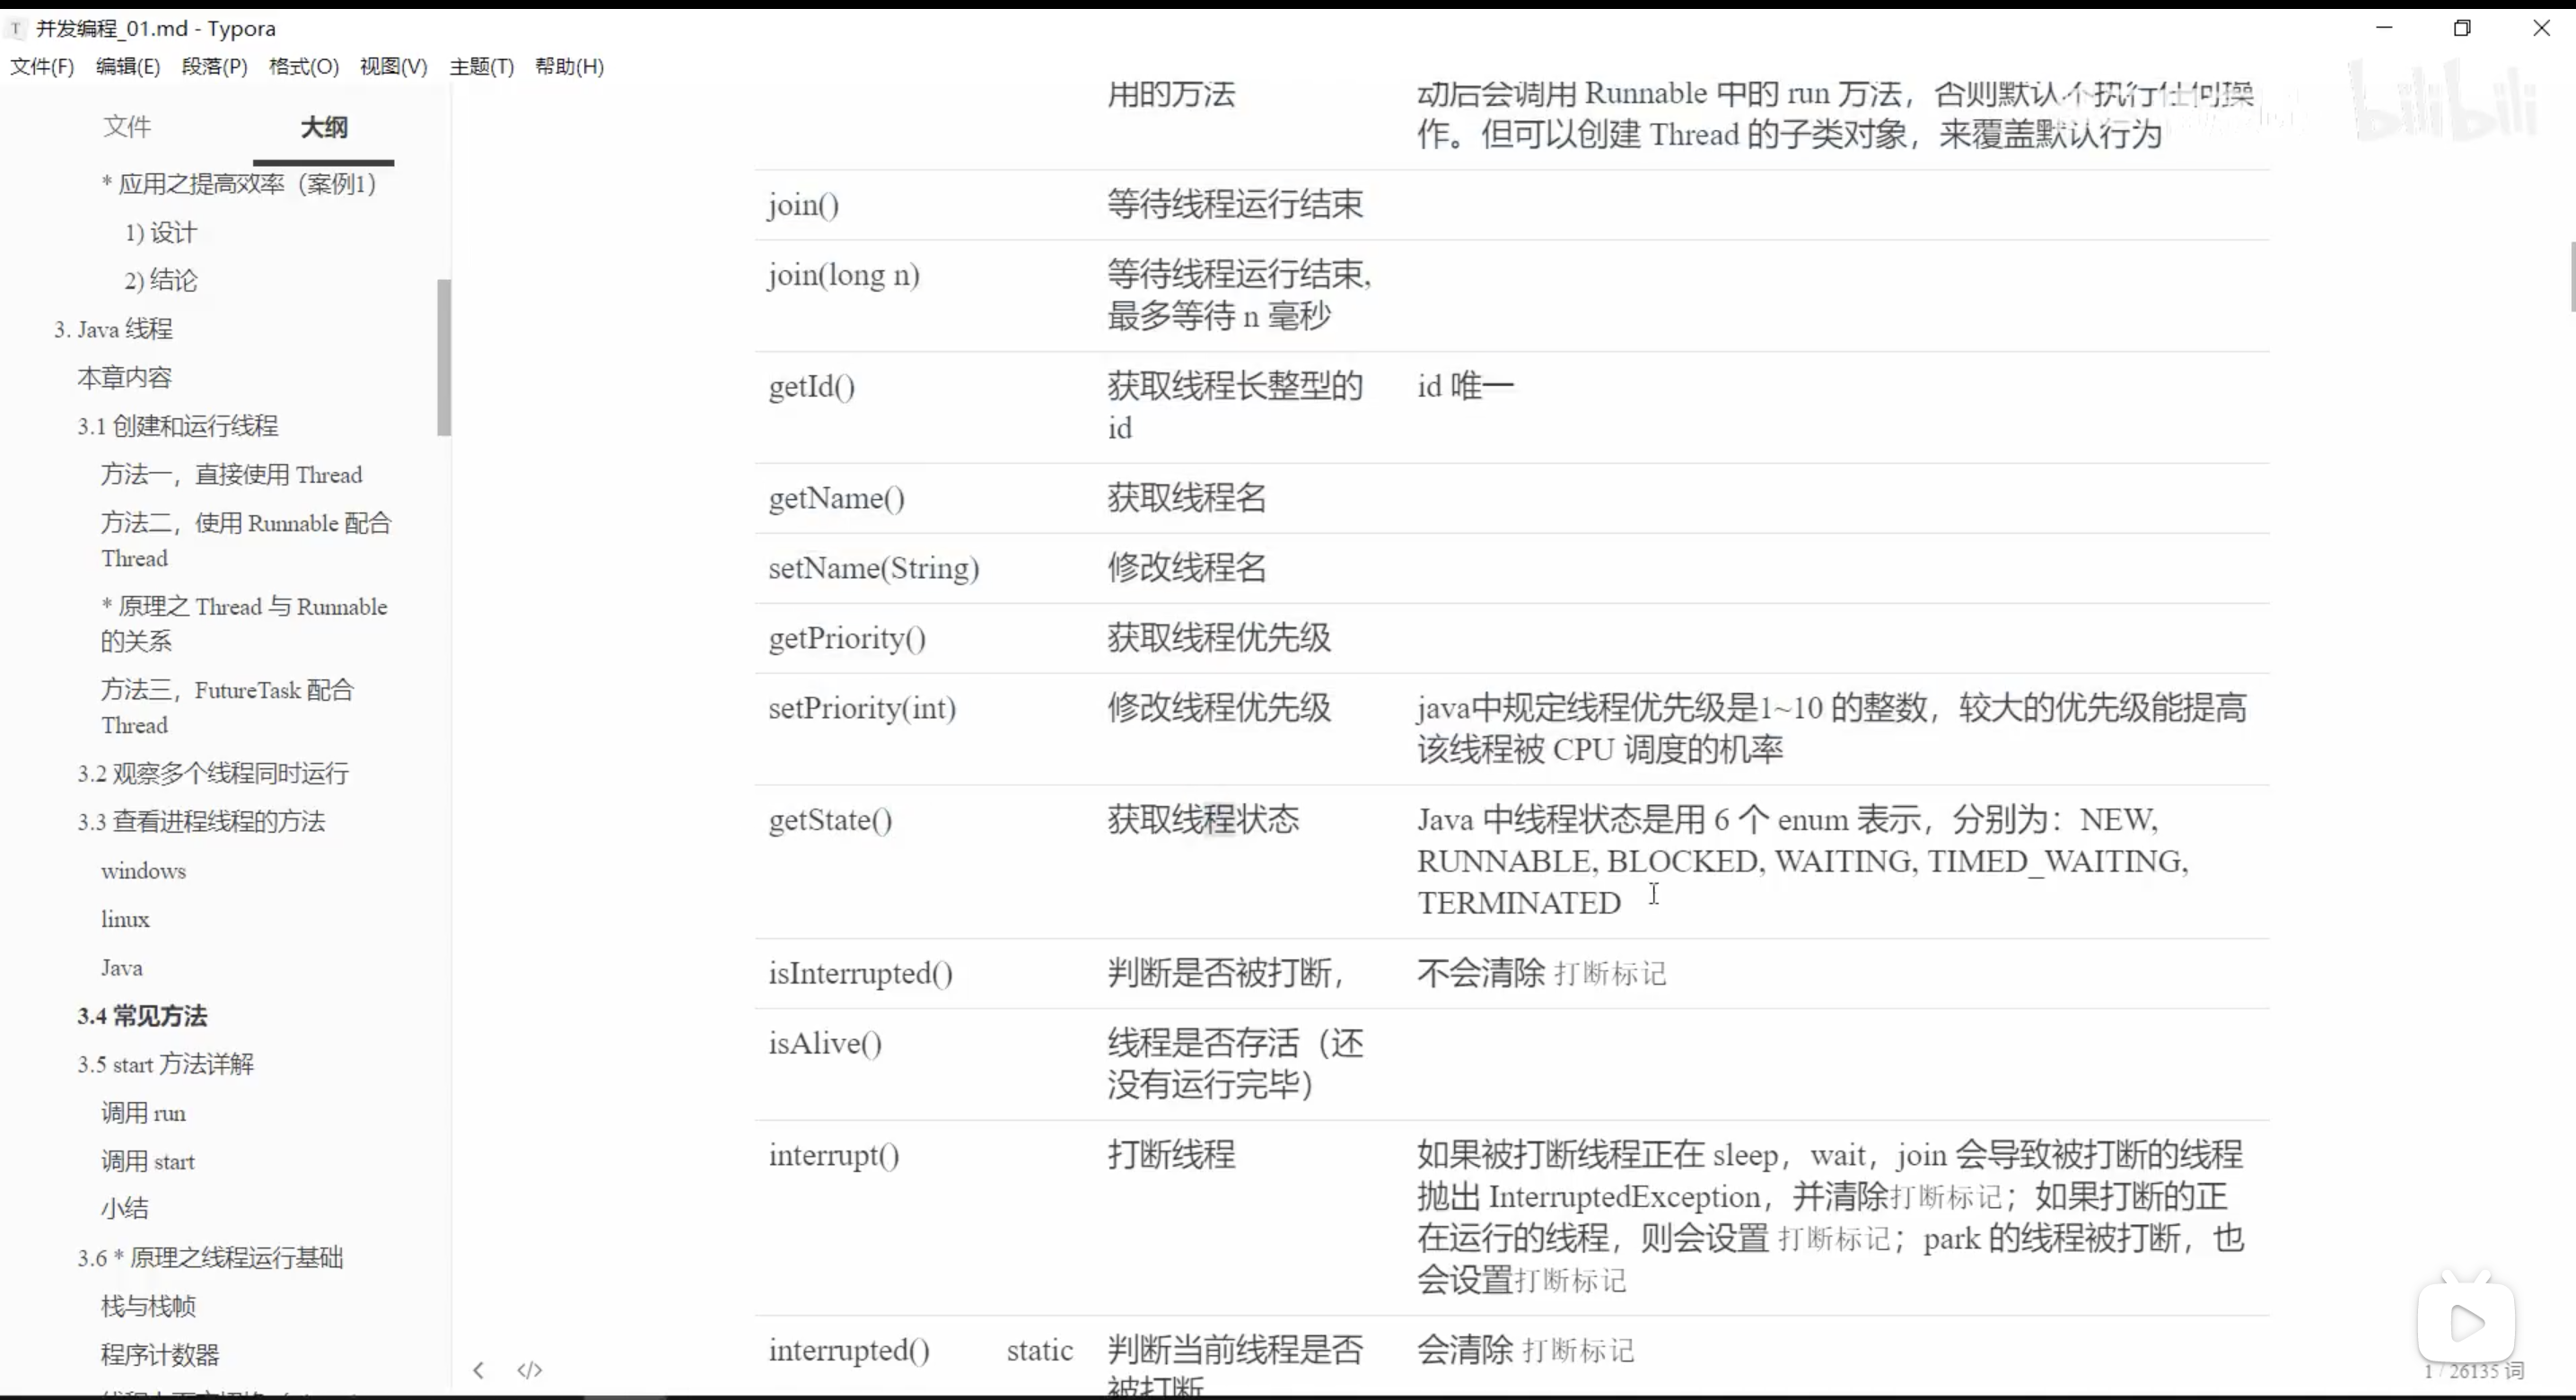 并发编程_01.md - Typora
文件(F) 编辑(E) 段落(P) 格式(O) 视图(V) 主题(T) 帮助(H)
文件 大纲
* 应用之提高效率（案例1）
1) 设计
2) 结论
3. Java 线程
本章内容
3.1 创建和运行线程
方法一，直接使用 Thread
方法二，使用 Runnable 配合
Thread
* 原理之 Thread 与 Runnable
的关系
方法三，FutureTask 配合
Thread
3.2 观察多个线程同时运行
3.3 查看进程线程的方法
windows
linux
Java
3.4 常见方法
3.5 start 方法详解
调用 run
调用 start
小结
3.6 * 原理之线程运行基础
栈与栈帧
程序计数器
用的方法 动后会调用 Runnable 中的 run 方法，否则默认不执行任何操
作。但可以创建 Thread 的子类对象，来覆盖默认行为
join() 等待线程运行结束
join(long n) 等待线程运行结束,
最多等待 n 毫秒
getId() 获取线程长整型的 id 唯一
id
getName() 获取线程名
setName(String) 修改线程名
getPriority() 获取线程优先级
setPriority(int) 修改线程优先级 java中规定线程优先级是1~10 的整数，较大的优先级能提高
该线程被 CPU 调度的机率
getState() 获取线程状态 Java 中线程状态是用 6 个 enum 表示，分别为：NEW,
RUNNABLE, BLOCKED, WAITING, TIMED_WAITING,
TERMINATED
isInterrupted() 判断是否被打断， 不会清除 打断标记
isAlive() 线程是否存活（还
没有运行完毕）
interrupt() 打断线程 如果被打断线程正在 sleep，wait，join 会导致被打断的线程
抛出 InterruptedException，并清除打断标记；如果打断的正
在运行的线程，则会设置 打断标记；park 的线程被打断，也
会设置打断标记
interrupted() static 判断当前线程是否 会清除 打断标记
被打断
bilibili
1 / 26135 词